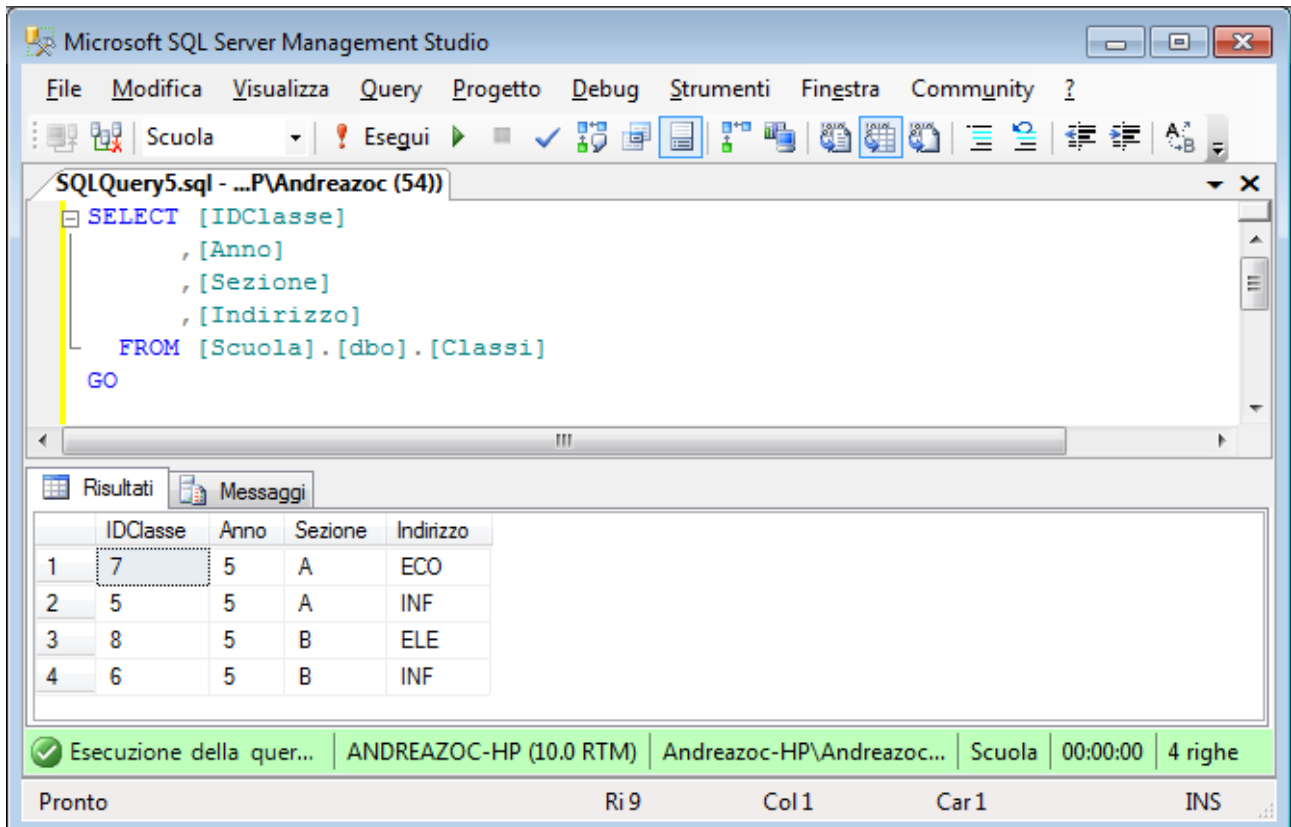 Microsoft SQL Server Management Studio
File Modifica Visualizza Query Progetto Debug Strumenti Finestra Community ?
Scuola Esegui
SQLQuery5.sql - ...P\Andreazoc (54))
SELECT [IDClasse]
,[Anno]
,[Sezione]
,[Indirizzo]
FROM [Scuola].[dbo].[Classi]
GO
Risultati Messaggi
IDClasse Anno Sezione Indirizzo
1 7 5 A ECO
2 5 5 A INF
3 8 5 B ELE
4 6 5 B INF
Esecuzione della quer... ANDREAZOC-HP (10.0 RTM) Andreazoc-HP\Andreazoc... Scuola 00:00:00 4 righe
Pronto Ri 9 Col 1 Car 1 INS